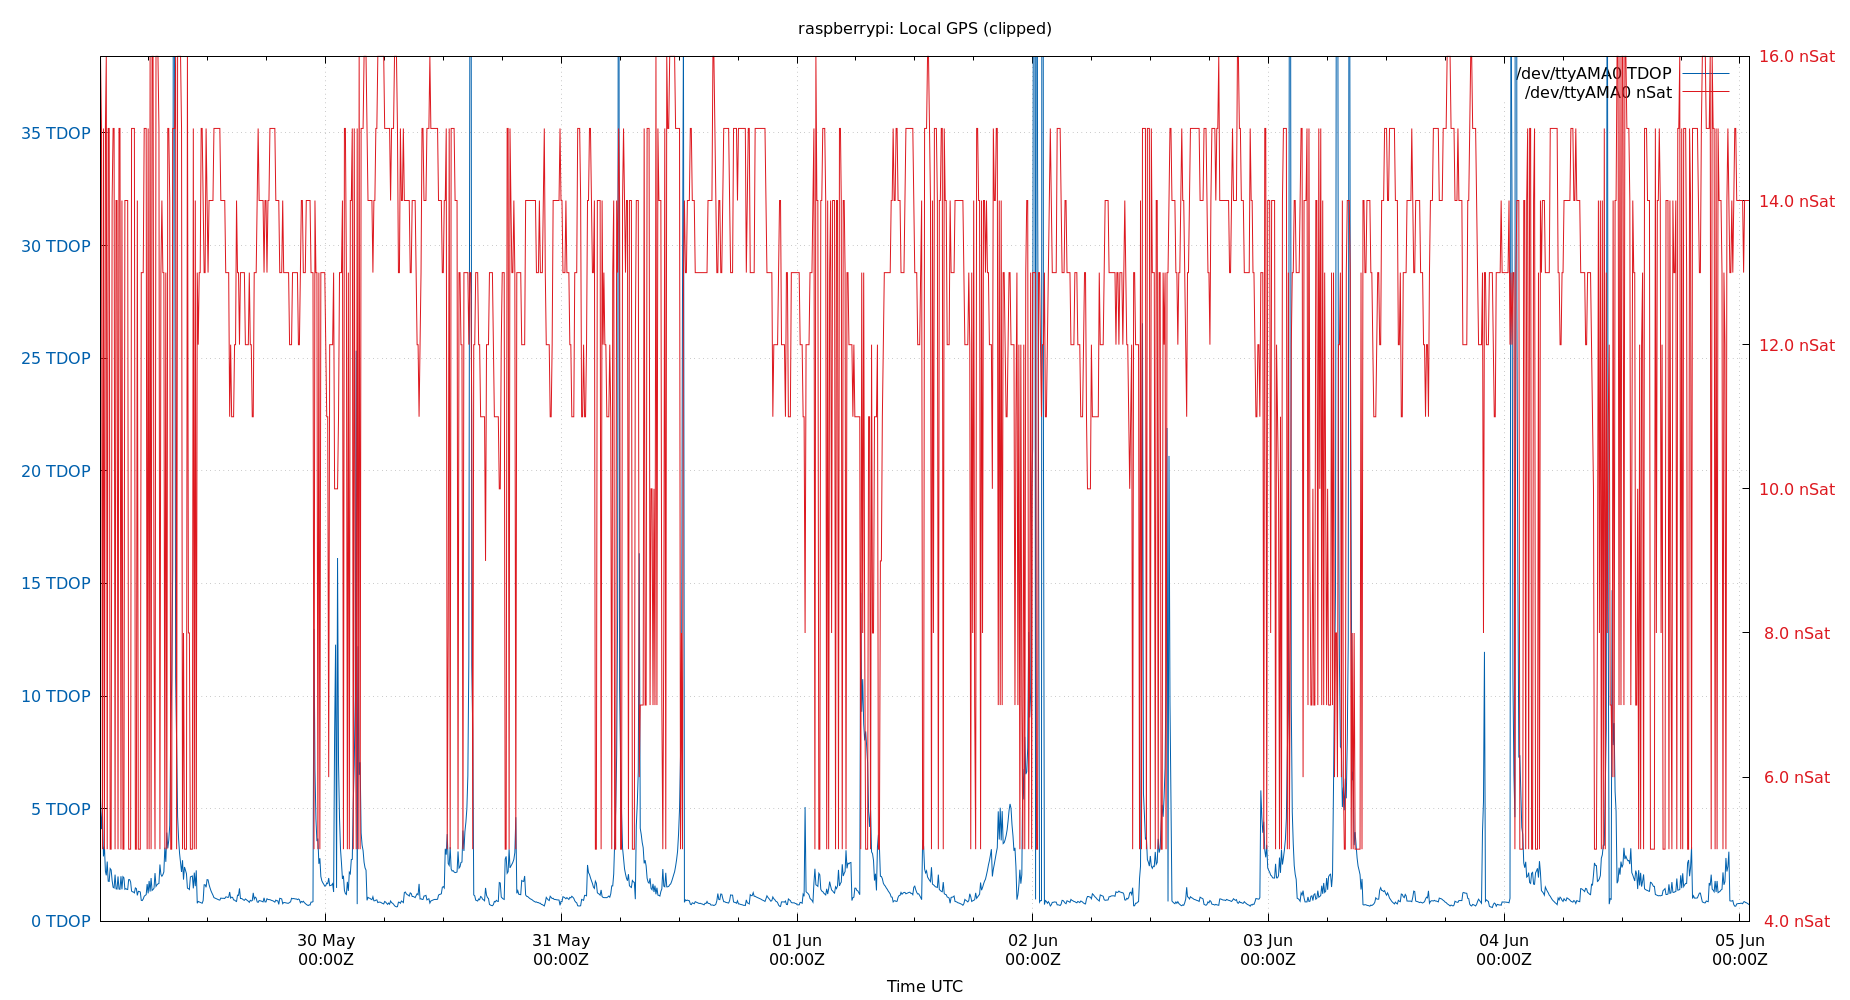 raspberrypi: Local GPS (clipped)
16.0 nSat
/dev/ttyAMA0 TDOP
/dev/ttyAMA0 nSat
35 TDOP
14.0 nSat
30 TDOP
12.0 nSat
25 TDOP
20 TDOP
10.0 nSat
15 TDOP
8.0 nSat
10 TDOP
6.0 nSat
5 TDOP
0 TDOP
4.0 nSat
30 May 31 May 01 Jun 02 Jun 03 Jun 04 Jun 05 Jun
00:00Z 00:00Z 00:00Z 00:00Z 00:00Z 00:00Z 00:00Z
Time UTC